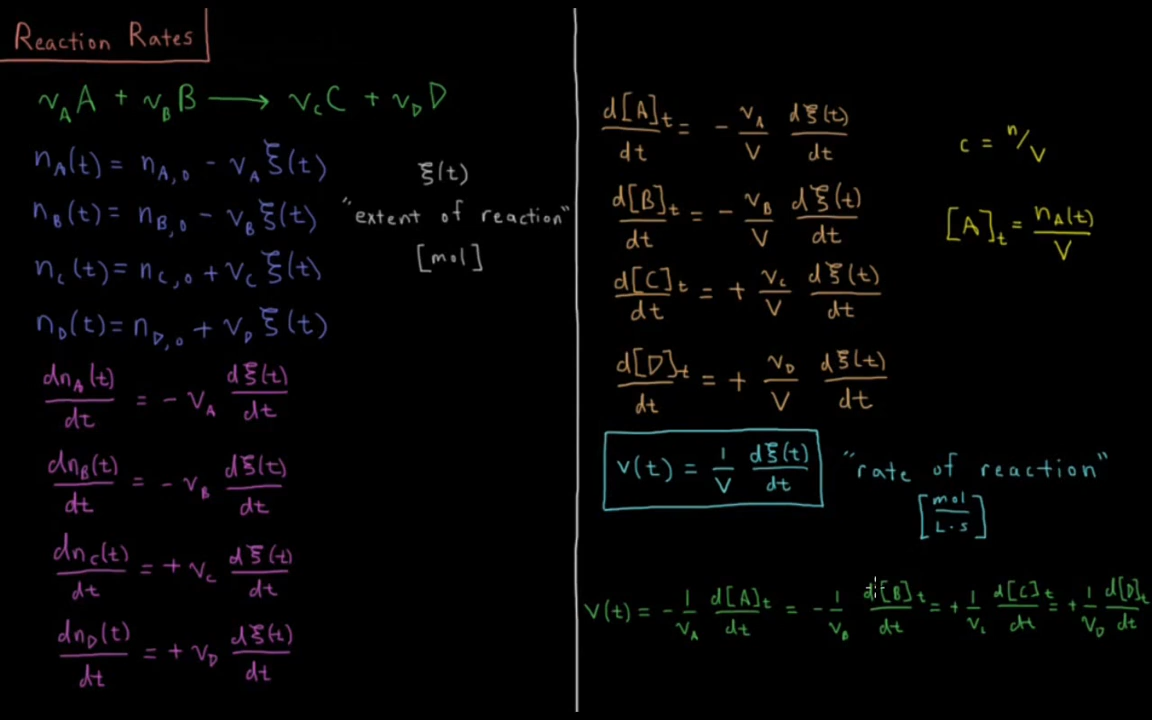 Reaction Rates
ν_A A + ν_B B ⟶ ν_C C + ν_D D
n_A(t) = n_A,0 - ν_A ξ(t)
n_B(t) = n_B,0 - ν_B ξ(t)
n_C(t) = n_C,0 + ν_C ξ(t)
n_D(t) = n_D,0 + ν_D ξ(t)
ξ(t)
"extent of reaction"
[mol]
dn_A(t)/dt = - ν_A dξ(t)/dt
dn_B(t)/dt = - ν_B dξ(t)/dt
dn_C(t)/dt = + ν_C dξ(t)/dt
dn_D(t)/dt = + ν_D dξ(t)/dt
d[A]_t/dt = - ν_A/V dξ(t)/dt
d[B]_t/dt = - ν_B/V dξ(t)/dt
d[C]_t/dt = + ν_C/V dξ(t)/dt
d[D]_t/dt = + ν_D/V dξ(t)/dt
c = n/V
[A]_t = n_A(t)/V
v(t) = 1/V dξ(t)/dt
"rate of reaction"
[mol/L·s]
v(t) = - 1/ν_A d[A]_t/dt = - 1/ν_B d[B]_t/dt = + 1/ν_C d[C]_t/dt = + 1/ν_D d[D]_t/dt